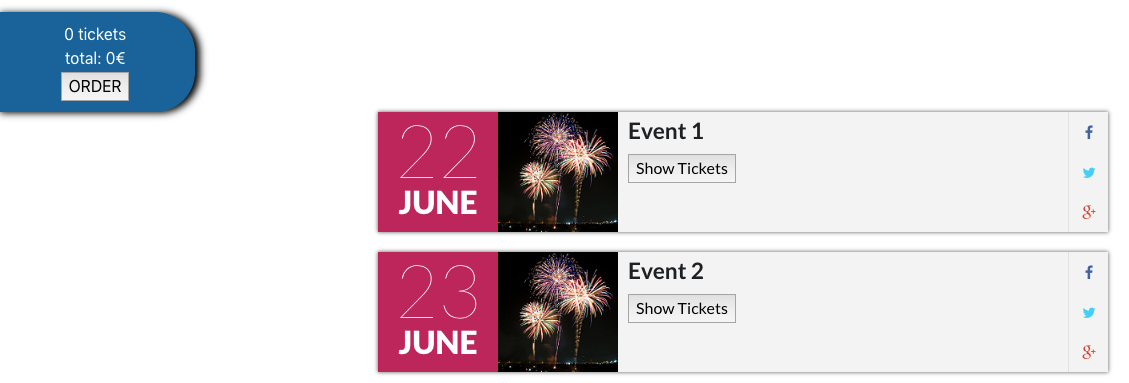 0 tickets
total: 0€
ORDER
22
JUNE
Event 1
Show Tickets
23
JUNE
Event 2
Show Tickets